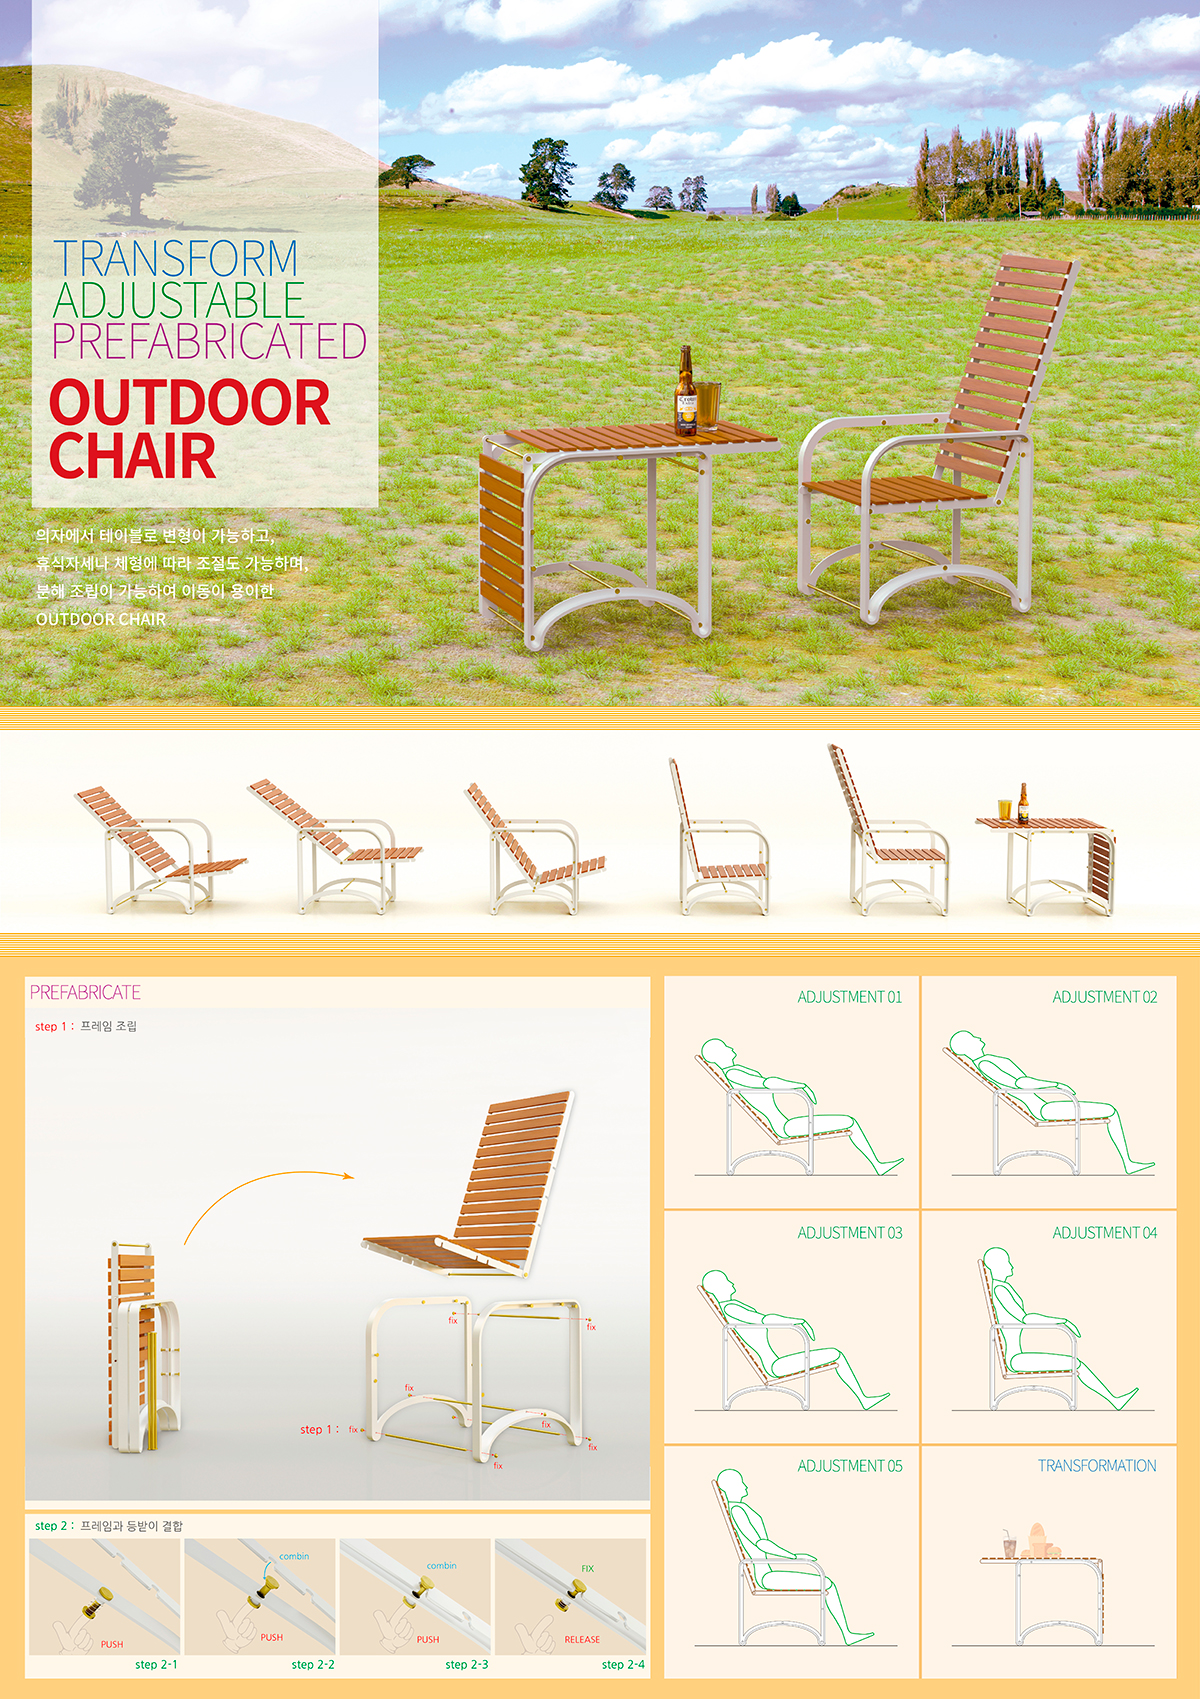 TRANSFORM
ADJUSTABLE
PREFABRICATED
OUTDOOR
CHAIR
의자에서 테이블로 변형이 가능하고,
휴식자세나 체형에 따라 조절도 가능하며,
분해 조립이 가능하여 이동이 용이한
OUTDOOR CHAIR
PREFABRICATE
step 1 : 프레임 조립
fix
fix
fix
fix
step 1 : fix
fix
fix
step 2 : 프레임과 등받이 결합
PUSH
step 2-1
combin
PUSH
step 2-2
combin
PUSH
step 2-3
FIX
RELEASE
step 2-4
ADJUSTMENT 01
ADJUSTMENT 02
ADJUSTMENT 03
ADJUSTMENT 04
ADJUSTMENT 05
TRANSFORMATION